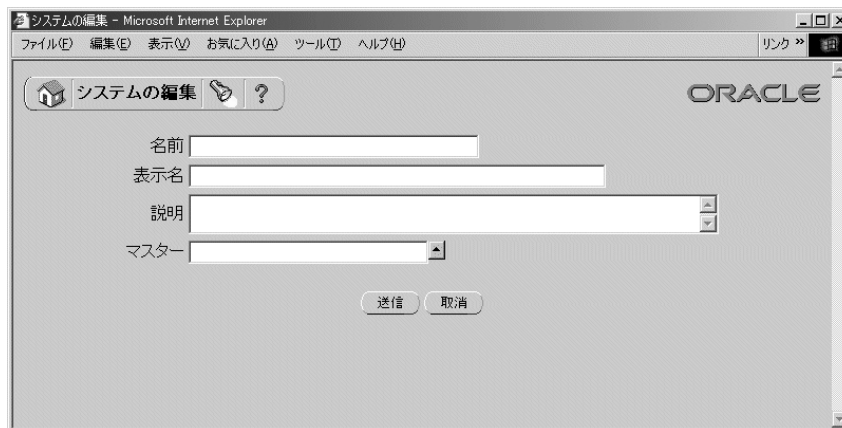 システムの編集 - Microsoft Internet Explorer
ファイル(F) 編集(E) 表示(V) お気に入り(A) ツール(T) ヘルプ(H) リンク »
システムの編集 ? ORACLE
名前
表示名
説明
マスター
送信 取消